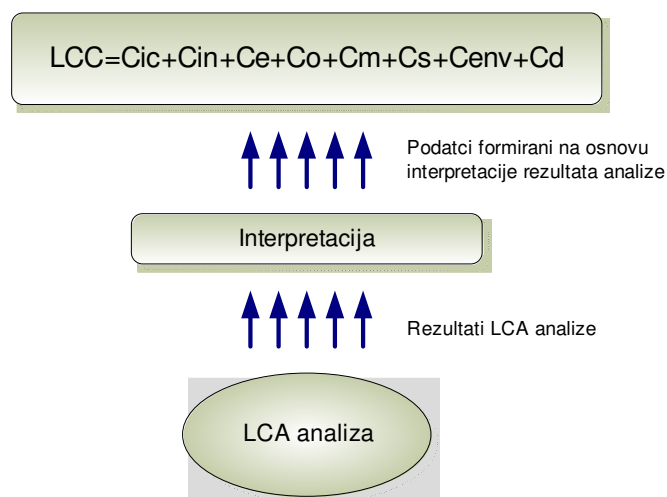 LCC=Cic+Cin+Ce+Co+Cm+Cs+Cenv+Cd
Podatci formirani na osnovu
interpretacije rezultata analize
Interpretacija
Rezultati LCA analize
LCA analiza